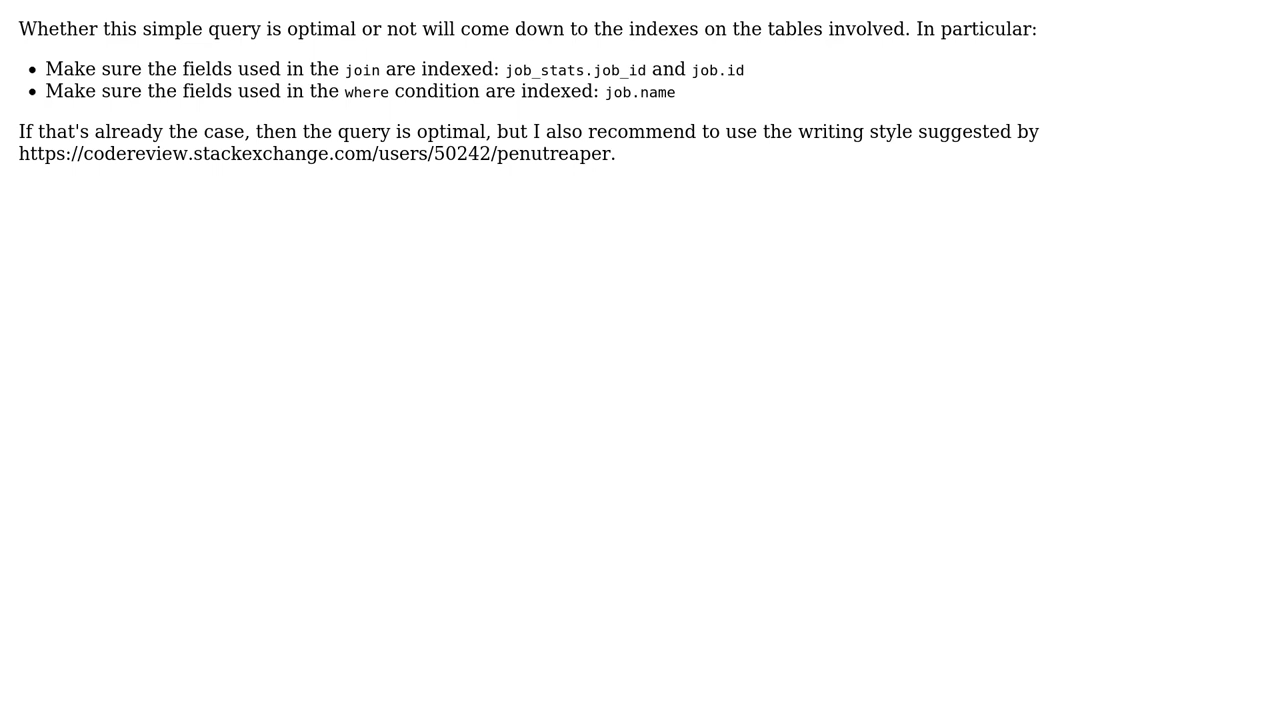 Whether this simple query is optimal or not will come down to the indexes on the tables involved. In particular:
• Make sure the fields used in the join are indexed: job_stats.job_id and job.id
• Make sure the fields used in the where condition are indexed: job.name
If that's already the case, then the query is optimal, but I also recommend to use the writing style suggested by
https://codereview.stackexchange.com/users/50242/penutreaper.